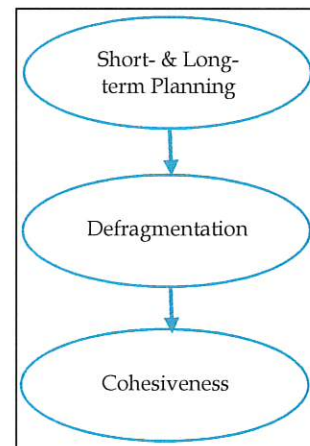 Short- & Long-
term Planning
Defragmentation
Cohesiveness